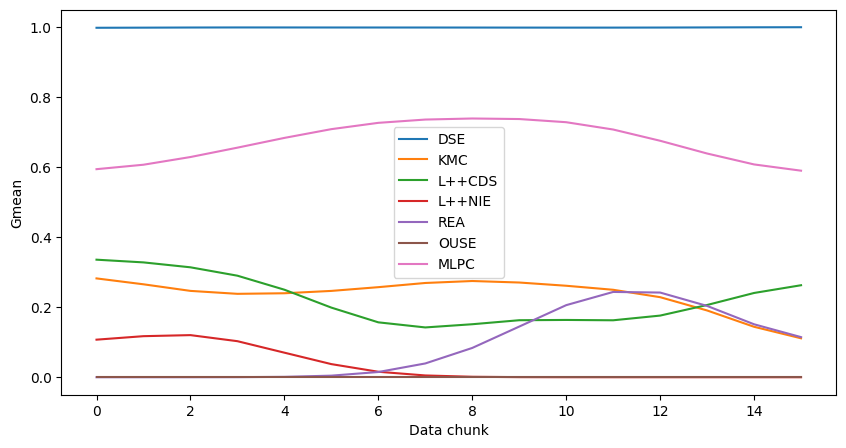 1.0
0.8
0.6
0.4
0.2
0.0
Gmean
DSE
KMC
L++CDS
L++NIE
REA
OUSE
MLPC
0 2 4 6 8 10 12 14
Data chunk